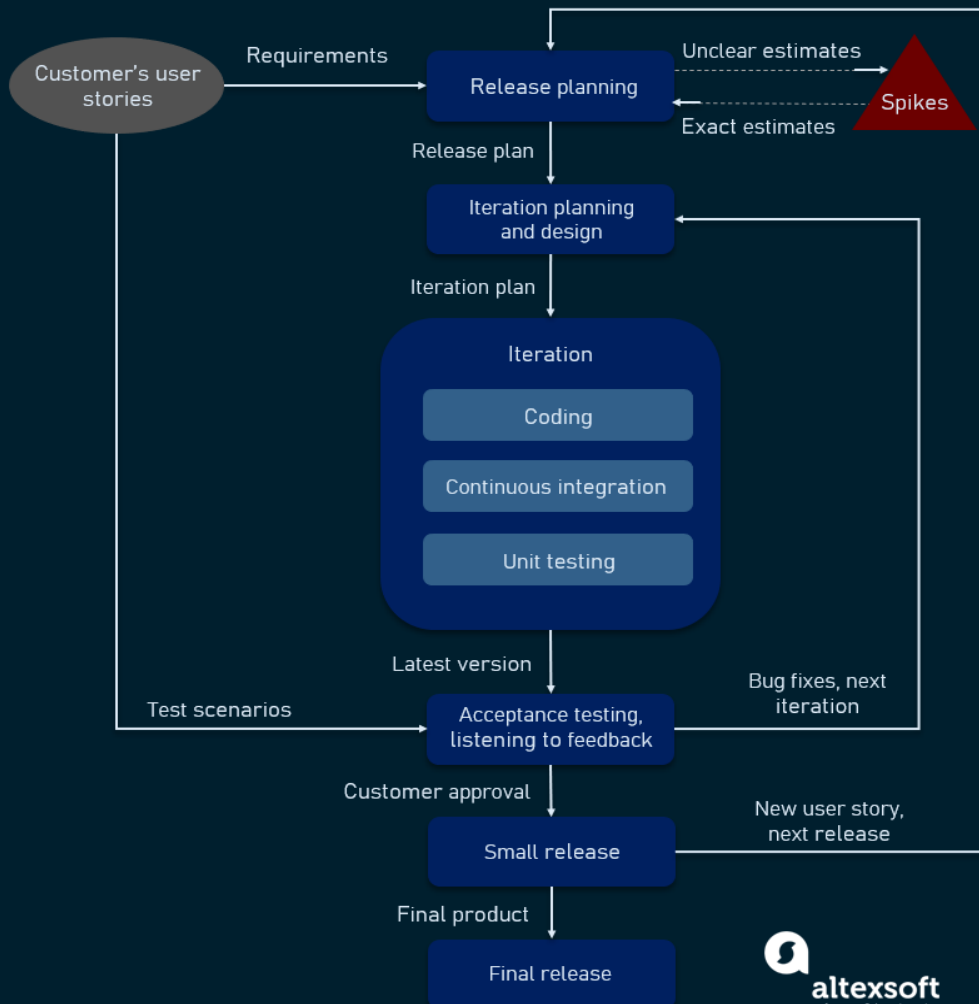 Customer's user
stories
Requirements
Release planning
Unclear estimates
Spikes
Exact estimates
Release plan
Iteration planning
and design
Iteration plan
Iteration
Coding
Continuous integration
Unit testing
Latest version
Bug fixes, next
iteration
Test scenarios
Acceptance testing,
listening to feedback
Customer approval
New user story,
next release
Small release
Final product
Final release
altexsoft